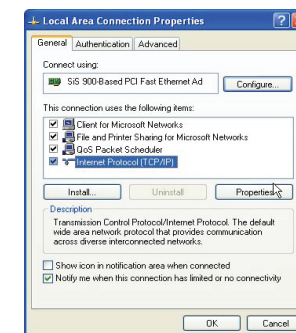 Local Area Connection Properties
General Authentication Advanced
Connect using:
SiS 900-Based PCI Fast Ethernet Ad Configure...
This connection uses the following items:
Client for Microsoft Networks
File and Printer Sharing for Microsoft Networks
QoS Packet Scheduler
Internet Protocol (TCP/IP)
Install... Uninstall Properties
Description
Transmission Control Protocol/Internet Protocol. The default
wide area network protocol that provides communication
across diverse interconnected networks.
Show icon in notification area when connected
Notify me when this connection has limited or no connectivity
OK Cancel